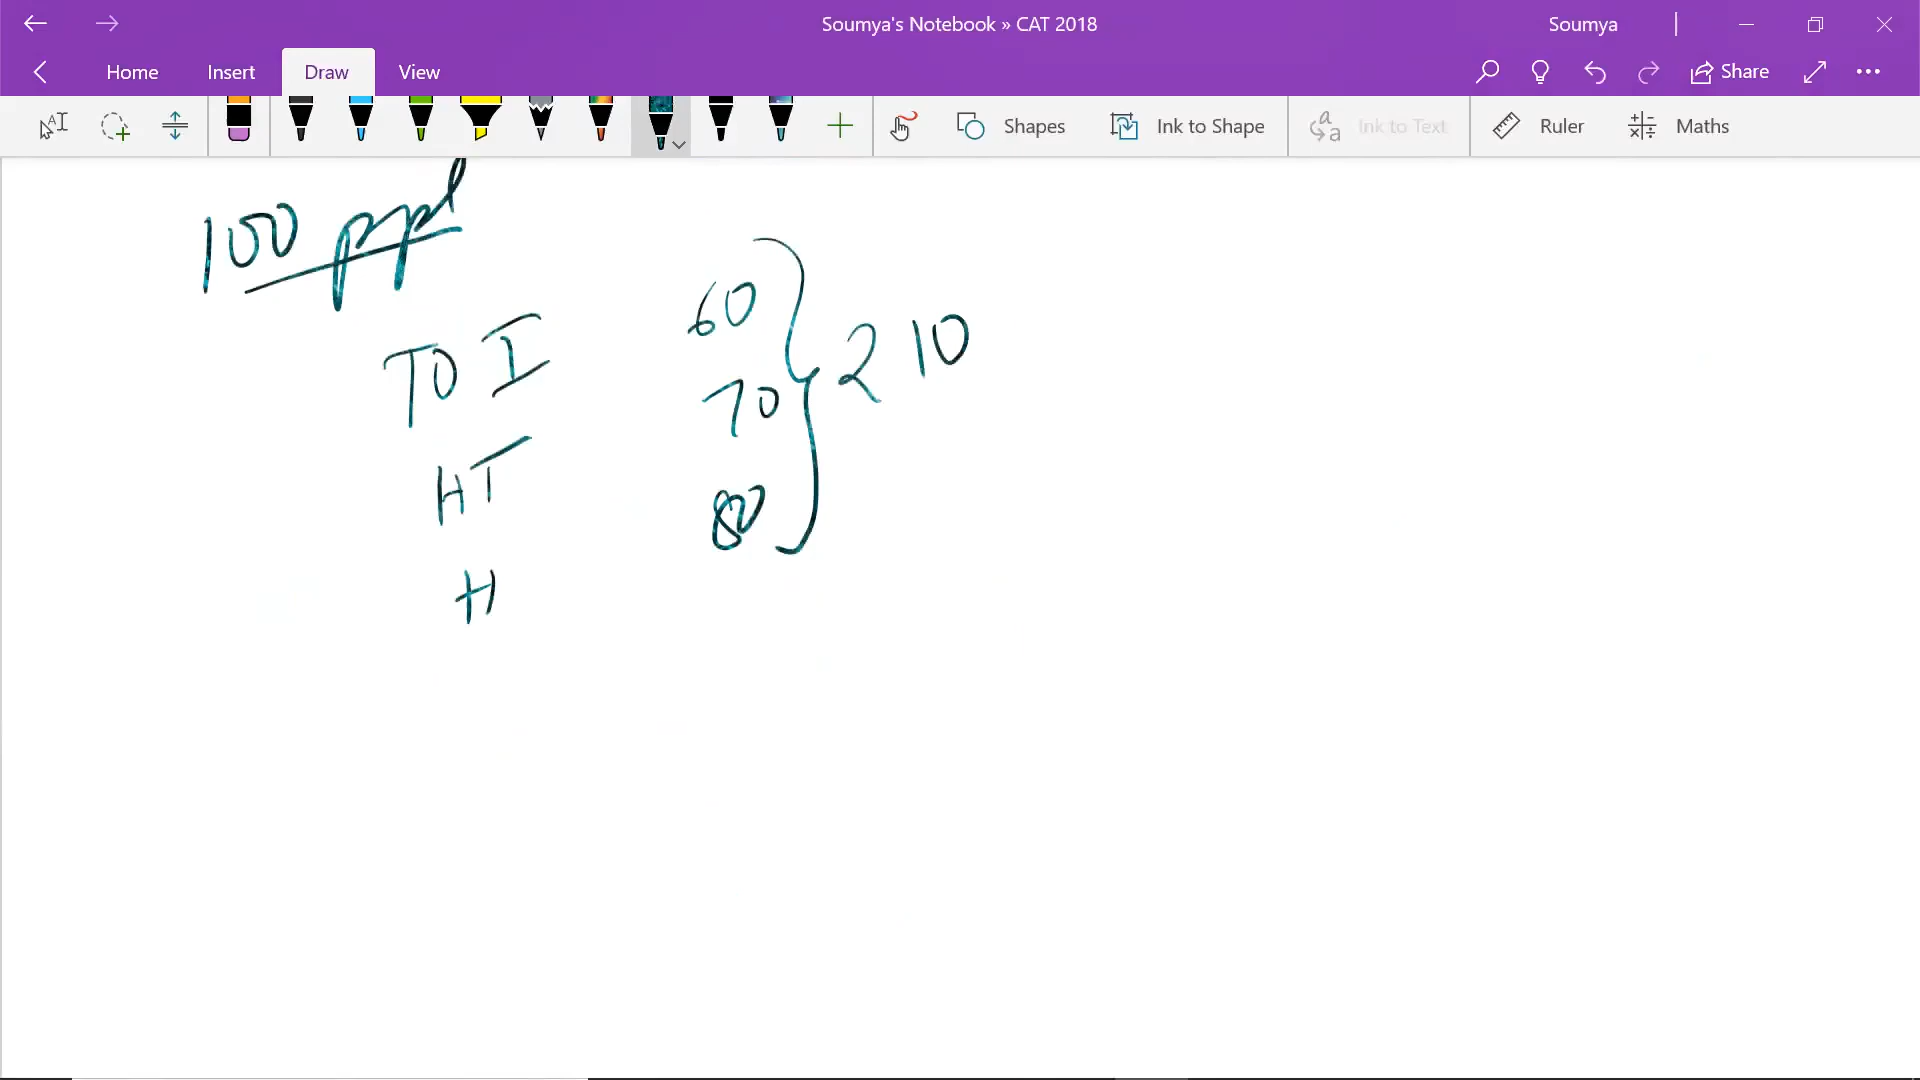 Soumya's Notebook » CAT 2018
Soumya
Home Insert Draw View
Share
Shapes
Ink to Shape
Ink to Text
Ruler
Maths
100 ppl
TOI 60
HT 70
H 80
210